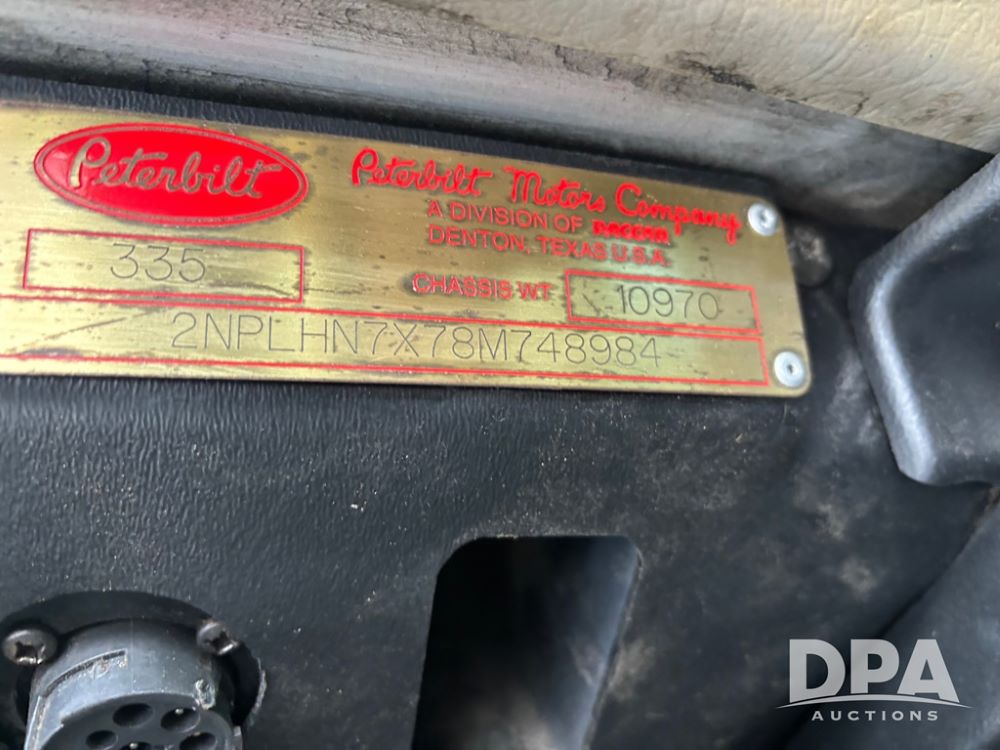 Peterbilt
Peterbilt Motors Company
A DIVISION OF PACCAR
DENTON, TEXAS U.S.A.
335
CHASSIS WT 10970
2NPLHN7X78M748984
DPA
AUCTIONS